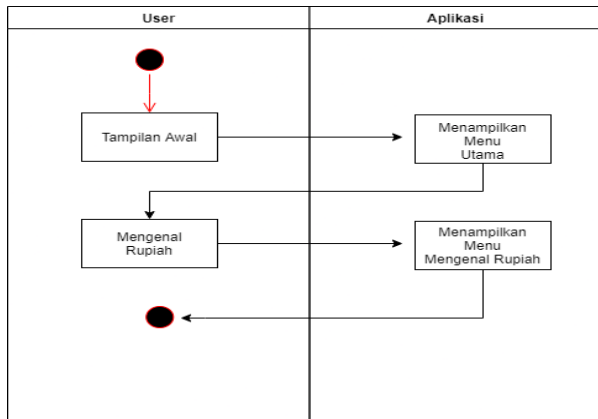 User
Aplikasi
Tampilan Awal
Menampilkan
Menu
Utama
Mengenal
Rupiah
Menampilkan
Menu
Mengenal Rupiah